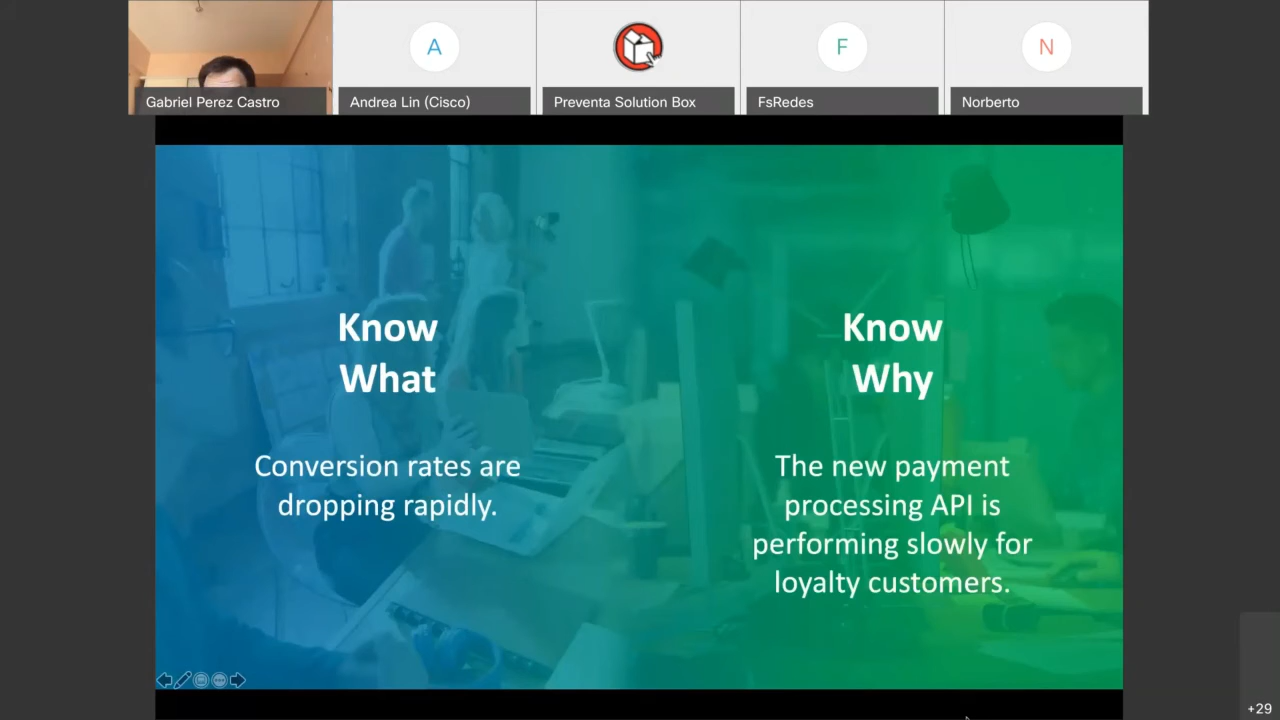 A
F
N
Gabriel Perez Castro
Andrea Lin (Cisco)
Preventa Solution Box
FsRedes
Norberto
Know
What
Conversion rates are
dropping rapidly.
Know
Why
The new payment
processing API is
performing slowly for
loyalty customers.
+29